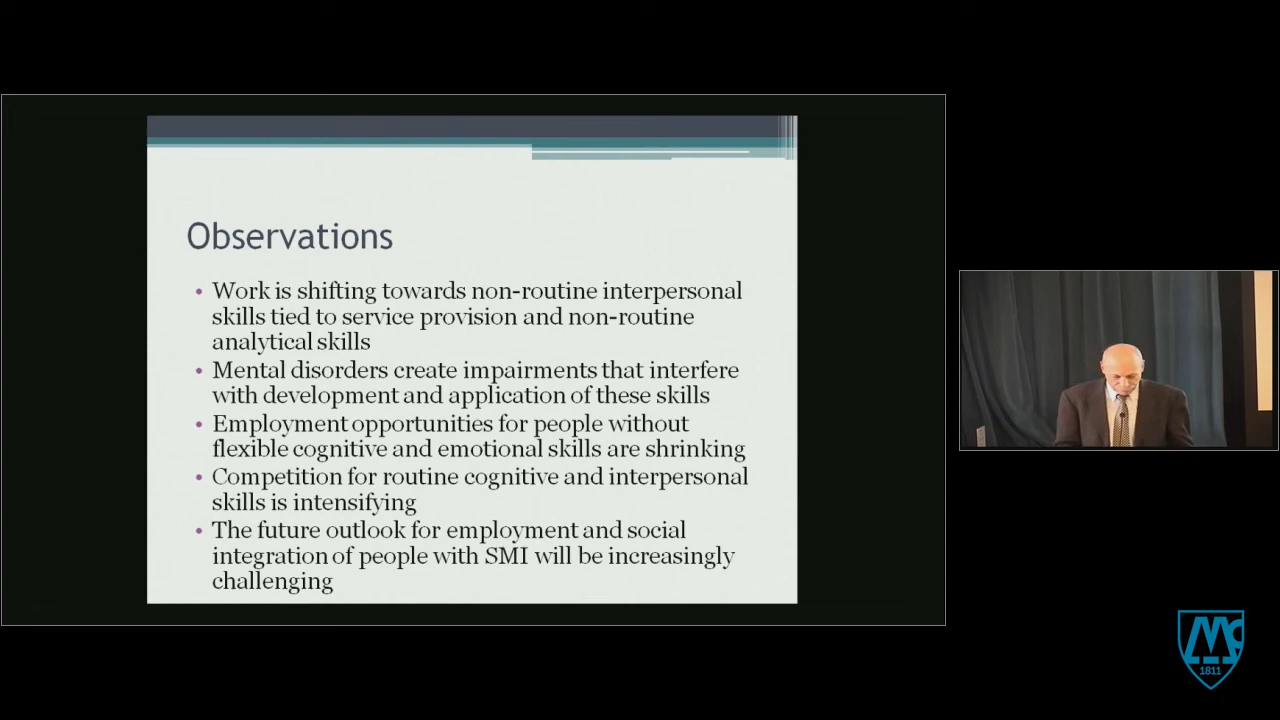 Observations
• Work is shifting towards non-routine interpersonal
skills tied to service provision and non-routine
analytical skills
• Mental disorders create impairments that interfere
with development and application of these skills
• Employment opportunities for people without
flexible cognitive and emotional skills are shrinking
• Competition for routine cognitive and interpersonal
skills is intensifying
• The future outlook for employment and social
integration of people with SMI will be increasingly
challenging
Mc
1811